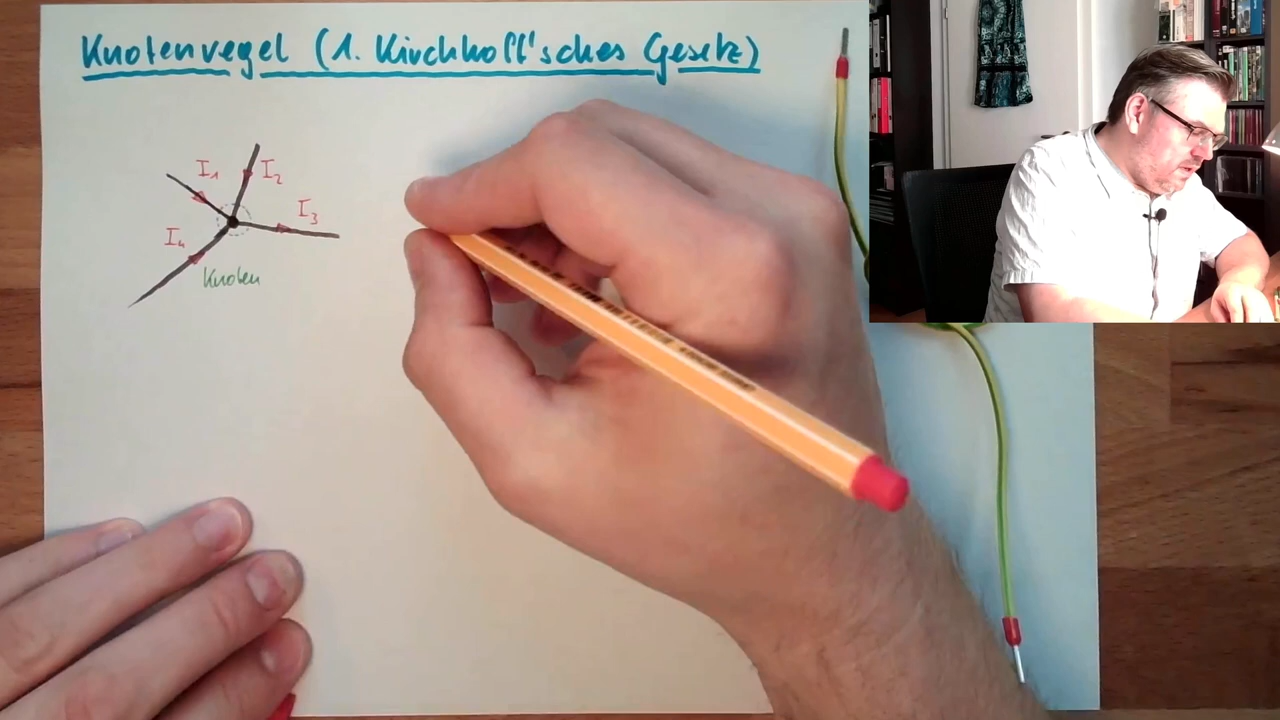 Knotenregel (1. Kirchhoff'sches Gesetz)
I₁ I₂
I₃
I₄
Knoten